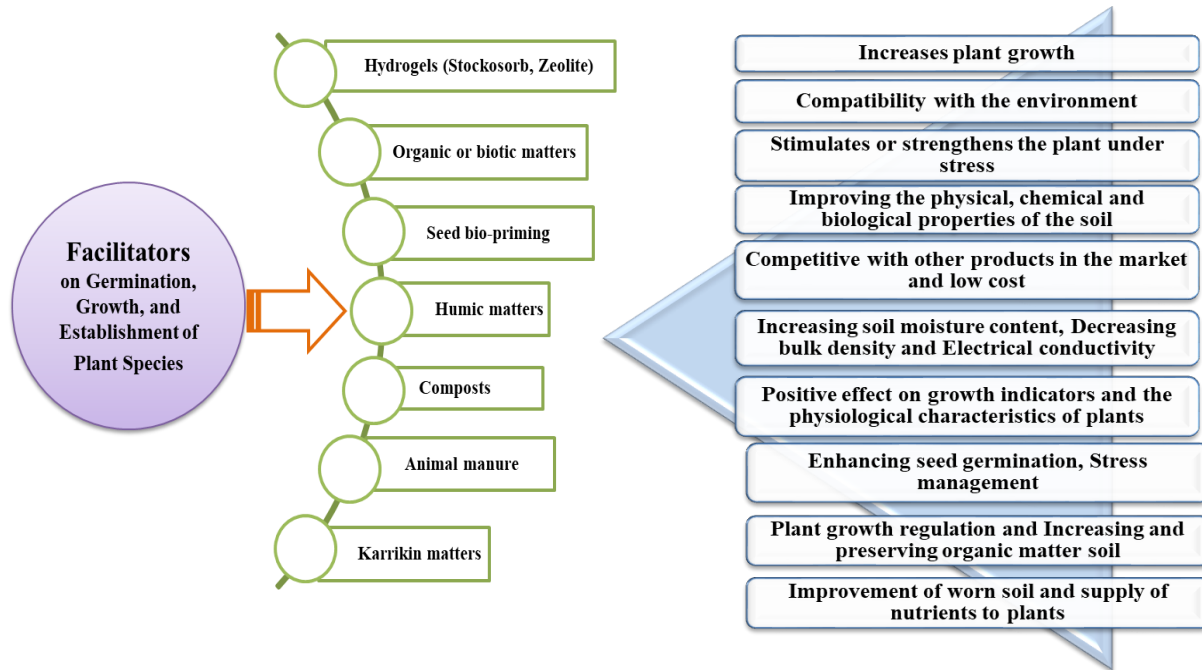 Facilitators
on Germination,
Growth, and
Establishment of
Plant Species
Hydrogels (Stockosorb, Zeolite)
Organic or biotic matters
Seed bio-priming
Humic matters
Composts
Animal manure
Karrikin matters
Increases plant growth
Compatibility with the environment
Stimulates or strengthens the plant under
stress
Improving the physical, chemical and
biological properties of the soil
Competitive with other products in the market
and low cost
Increasing soil moisture content, Decreasing
bulk density and Electrical conductivity
Positive effect on growth indicators and the
physiological characteristics of plants
Enhancing seed germination, Stress
management
Plant growth regulation and Increasing and
preserving organic matter soil
Improvement of worn soil and supply of
nutrients to plants